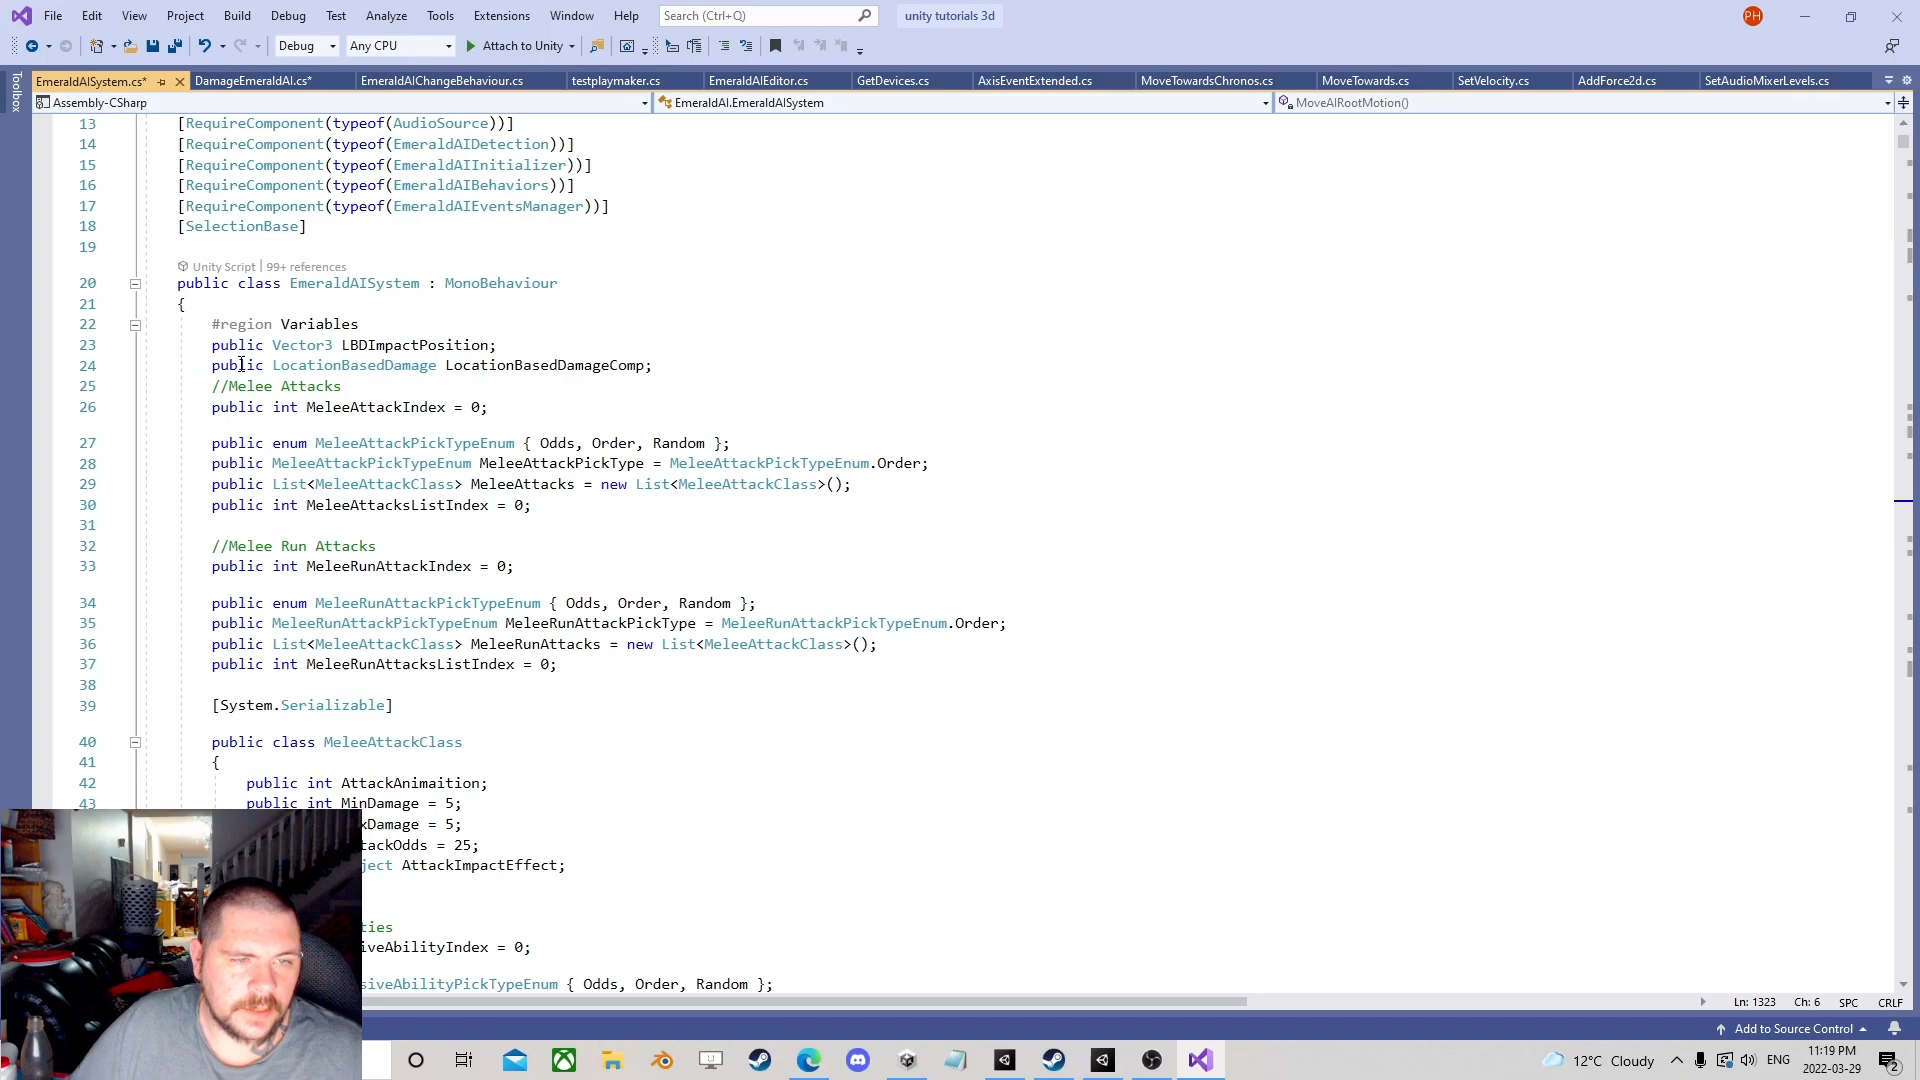 File Edit View Project Build Debug Test Analyze Tools Extensions Window Help Search (Ctrl+Q) unity tutorials 3d PH
Debug Any CPU Attach to Unity
Toolbox
EmeraldAISystem.cs* DamageEmeraldAI.cs* EmeraldAIChangeBehaviour.cs testplaymaker.cs EmeraldAIEditor.cs GetDevices.cs AxisEventExtended.cs MoveTowardsChronos.cs MoveTowards.cs SetVelocity.cs AddForce2d.cs SetAudioMixerLevels.cs
Assembly-CSharp EmeraldAI.EmeraldAISystem MoveAIRootMotion()
13 [RequireComponent(typeof(AudioSource))]
14 [RequireComponent(typeof(EmeraldAIDetection))]
15 [RequireComponent(typeof(EmeraldAIInitializer))]
16 [RequireComponent(typeof(EmeraldAIBehaviors))]
17 [RequireComponent(typeof(EmeraldAIEventsManager))]
18 [SelectionBase]
19
Unity Script | 99+ references
20 public class EmeraldAISystem : MonoBehaviour
21 {
22 #region Variables
23 public Vector3 LBDImpactPosition;
24 public LocationBasedDamage LocationBasedDamageComp;
25 //Melee Attacks
26 public int MeleeAttackIndex = 0;
27 public enum MeleeAttackPickTypeEnum { Odds, Order, Random };
28 public MeleeAttackPickTypeEnum MeleeAttackPickType = MeleeAttackPickTypeEnum.Order;
29 public List<MeleeAttackClass> MeleeAttacks = new List<MeleeAttackClass>();
30 public int MeleeAttacksListIndex = 0;
31
32 //Melee Run Attacks
33 public int MeleeRunAttackIndex = 0;
34 public enum MeleeRunAttackPickTypeEnum { Odds, Order, Random };
35 public MeleeRunAttackPickTypeEnum MeleeRunAttackPickType = MeleeRunAttackPickTypeEnum.Order;
36 public List<MeleeAttackClass> MeleeRunAttacks = new List<MeleeAttackClass>();
37 public int MeleeRunAttacksListIndex = 0;
38
39 [System.Serializable]
40 public class MeleeAttackClass
41 {
42 public int AttackAnimaition;
43 public int MinDamage = 5;
xDamage = 5;
tackOdds = 25;
ject AttackImpactEffect;
ties
iveAbilityIndex = 0;
siveAbilityPickTypeEnum { Odds, Order, Random };
Ln: 1323 Ch: 6 SPC CRLF
Add to Source Control
12°C Cloudy ENG 11:19 PM
2022-03-29 2